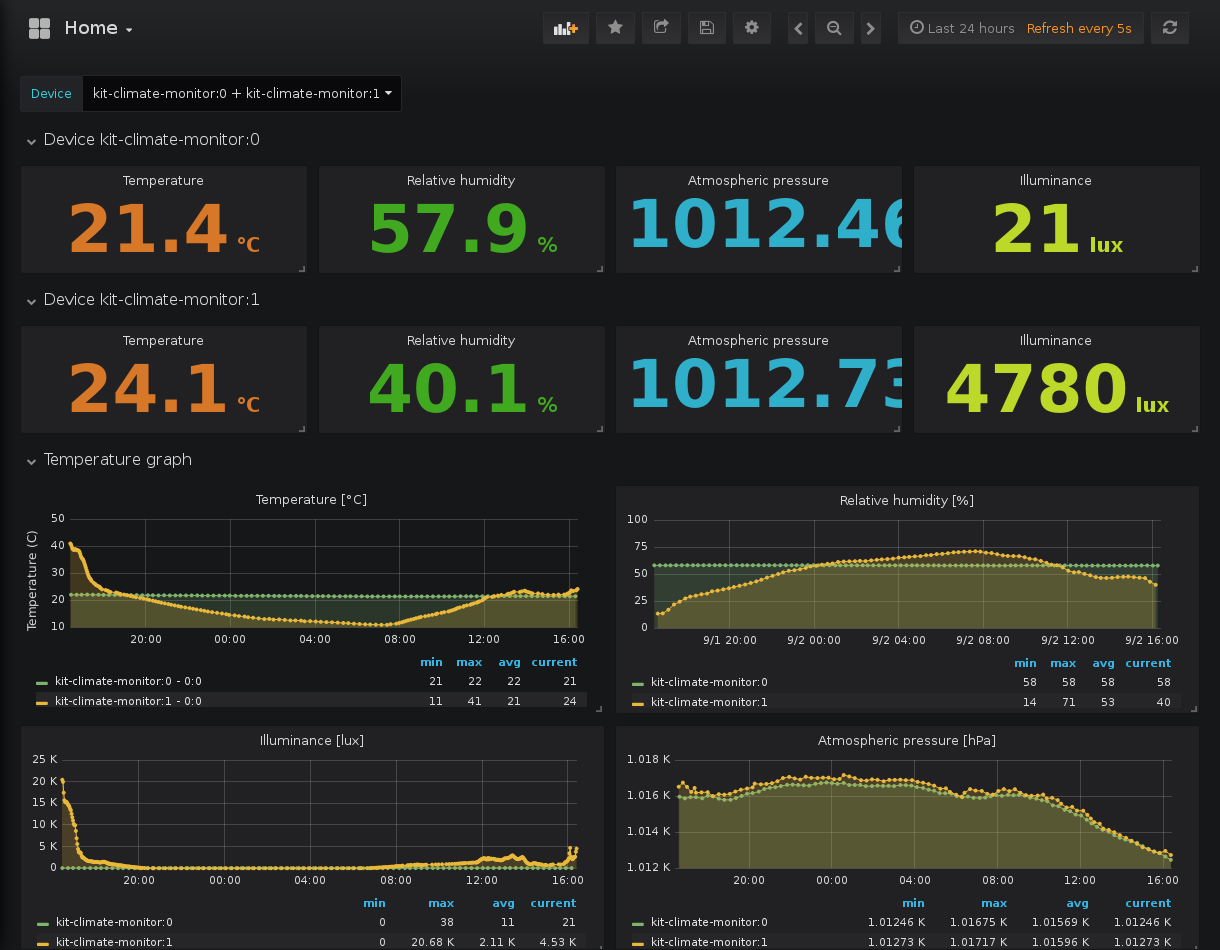 Home
Last 24 hours Refresh every 5s
Device kit-climate-monitor:0 + kit-climate-monitor:1
Device kit-climate-monitor:0
Temperature Relative humidity Atmospheric pressure Illuminance
21.4 °C 57.9 % 1012.46 21 lux
Device kit-climate-monitor:1
Temperature Relative humidity Atmospheric pressure Illuminance
24.1 °C 40.1 % 1012.73 4780 lux
Temperature graph
Temperature [°C]
Temperature (C)
50
40
30
20
10
20:00 00:00 04:00 08:00 12:00 16:00
min max avg current
kit-climate-monitor:0 - 0:0 21 22 22 21
kit-climate-monitor:1 - 0:0 11 41 21 24
Relative humidity [%]
100
75
50
25
0
9/1 20:00 9/2 00:00 9/2 04:00 9/2 08:00 9/2 12:00 9/2 16:00
min max avg current
kit-climate-monitor:0 58 58 58 58
kit-climate-monitor:1 14 71 53 40
Illuminance [lux]
25 K
20 K
15 K
10 K
5 K
0
20:00 00:00 04:00 08:00 12:00 16:00
min max avg current
kit-climate-monitor:0 0 38 11 21
kit-climate-monitor:1 0 20.68 K 2.11 K 4.53 K
Atmospheric pressure [hPa]
1.018 K
1.016 K
1.014 K
1.012 K
20:00 00:00 04:00 08:00 12:00 16:00
min max avg current
kit-climate-monitor:0 1.01246 K 1.01675 K 1.01569 K 1.01246 K
kit-climate-monitor:1 1.01273 K 1.01717 K 1.01596 K 1.01273 K